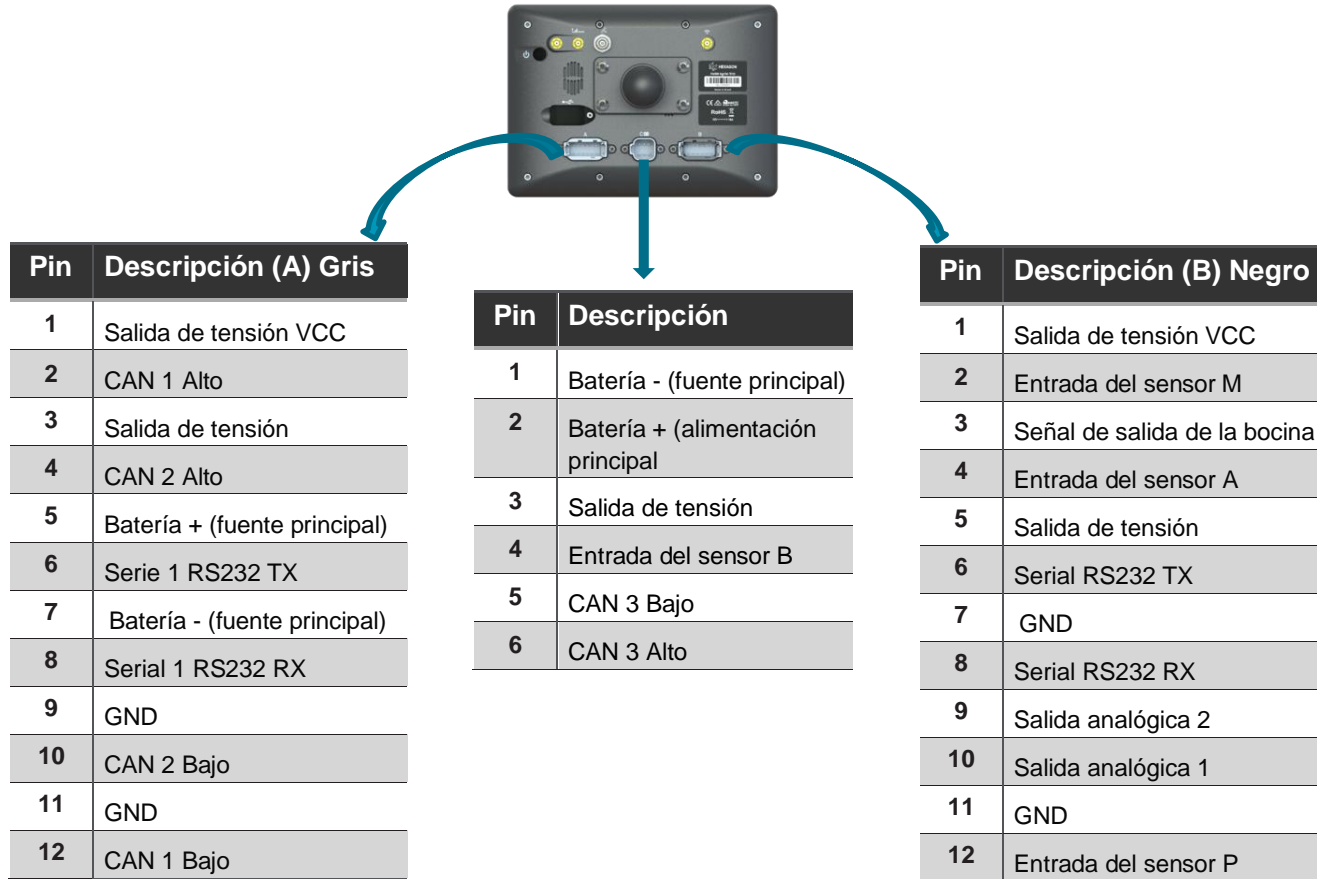 A
B
HEXAGON
RoHS
Pin Descripción (A) Gris
1 Salida de tensión VCC
2 CAN 1 Alto
3 Salida de tensión
4 CAN 2 Alto
5 Batería + (fuente principal)
6 Serie 1 RS232 TX
7 Batería - (fuente principal)
8 Serial 1 RS232 RX
9 GND
10 CAN 2 Bajo
11 GND
12 CAN 1 Bajo
Pin Descripción
1 Batería - (fuente principal)
2 Batería + (alimentación
principal
3 Salida de tensión
4 Entrada del sensor B
5 CAN 3 Bajo
6 CAN 3 Alto
Pin Descripción (B) Negro
1 Salida de tensión VCC
2 Entrada del sensor M
3 Señal de salida de la bocina
4 Entrada del sensor A
5 Salida de tensión
6 Serial RS232 TX
7 GND
8 Serial RS232 RX
9 Salida analógica 2
10 Salida analógica 1
11 GND
12 Entrada del sensor P